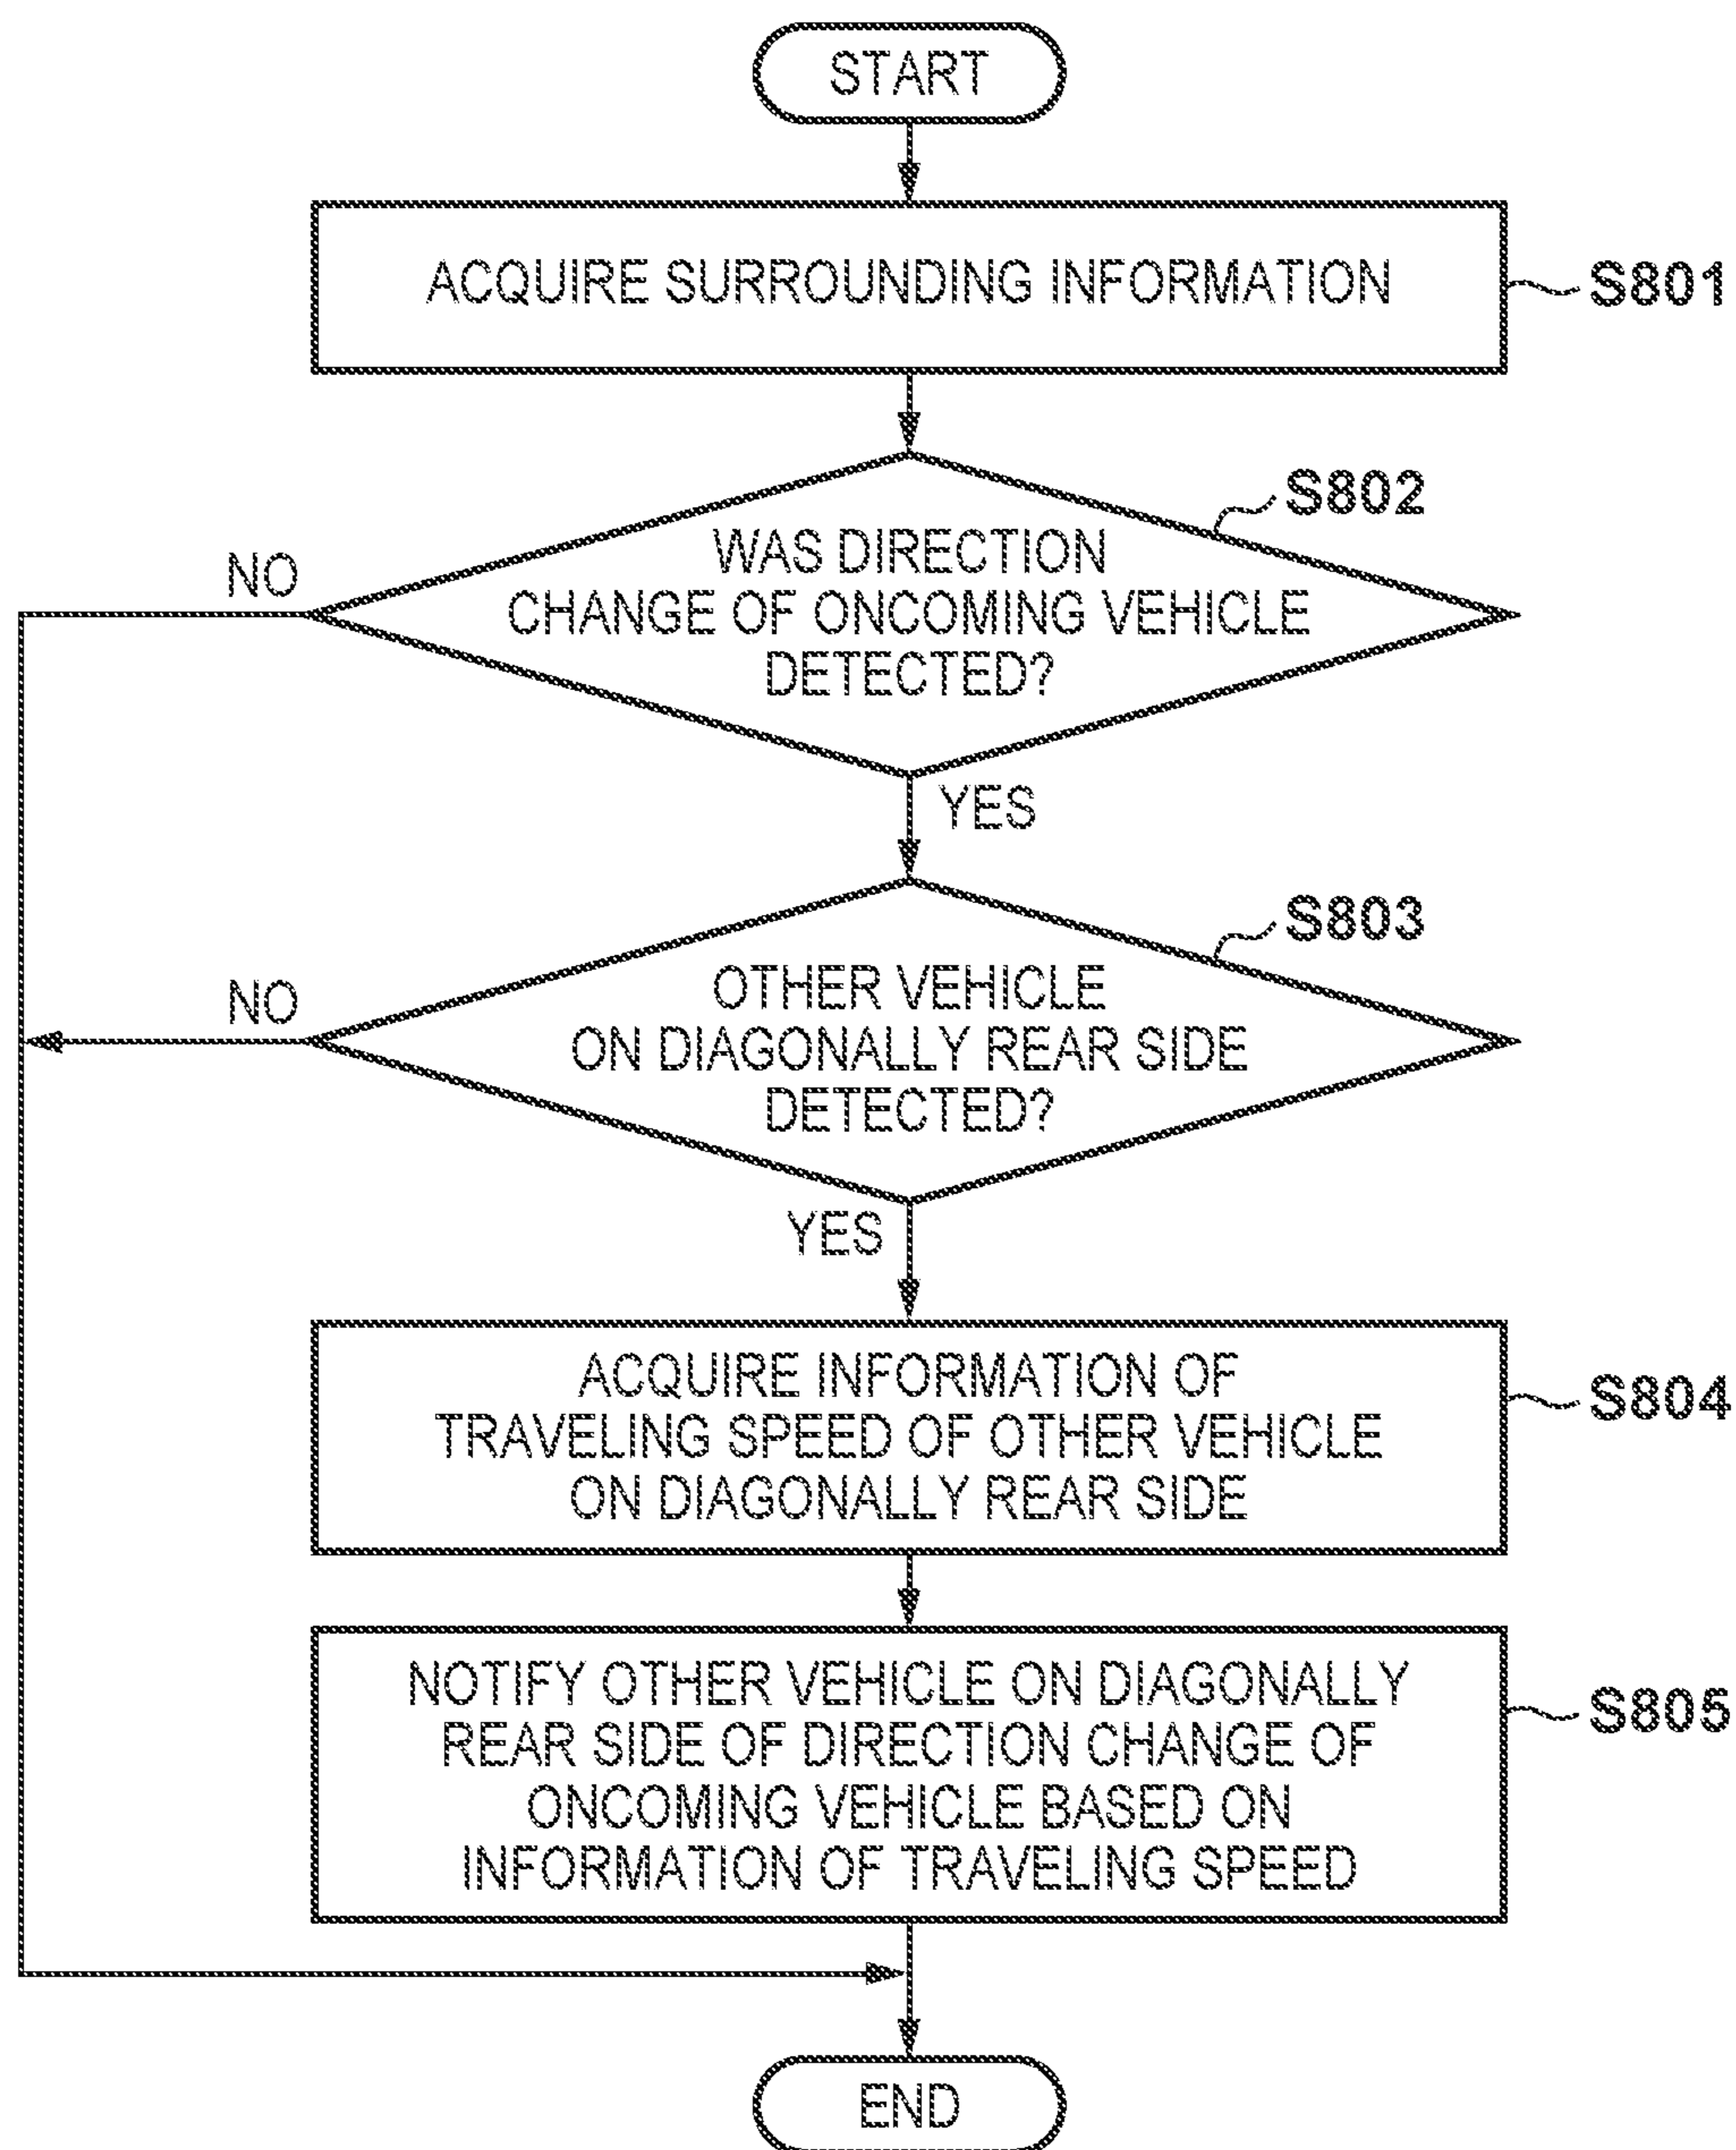 START
ACQUIRE SURROUNDING INFORMATION
S801
S802
WAS DIRECTION
CHANGE OF ONCOMING VEHICLE
DETECTED?
NO
YES
S803
OTHER VEHICLE
ON DIAGONALLY REAR SIDE
DETECTED?
NO
YES
ACQUIRE INFORMATION OF
TRAVELING SPEED OF OTHER VEHICLE
ON DIAGONALLY REAR SIDE
S804
NOTIFY OTHER VEHICLE ON DIAGONALLY
REAR SIDE OF DIRECTION CHANGE OF
ONCOMING VEHICLE BASED ON
INFORMATION OF TRAVELING SPEED
S805
END